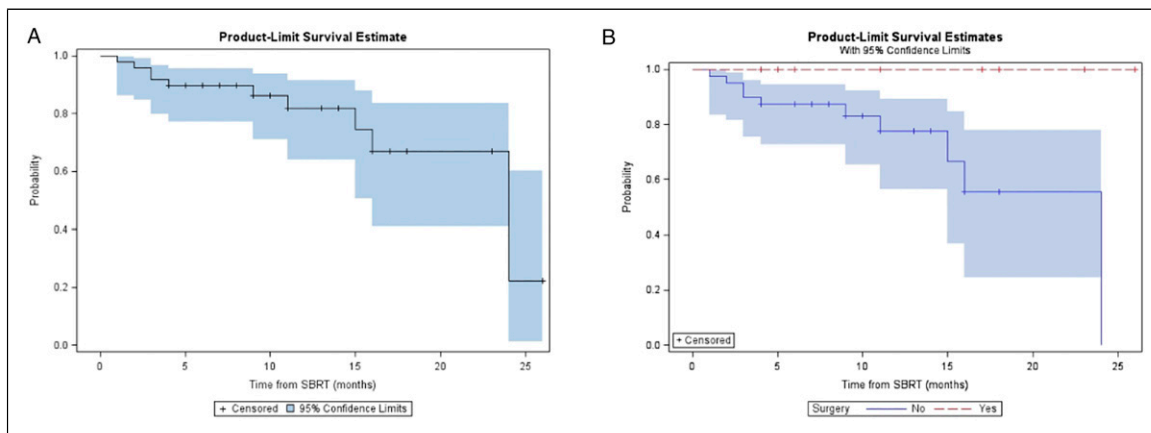 A
Product-Limit Survival Estimate
1.0
0.8
0.6
0.4
0.2
0.0
Probability
0 5 10 15 20 25
Time from SBRT (months)
+ Censored 95% Confidence Limits
B
Product-Limit Survival Estimates
With 95% Confidence Limits
1.0
0.8
0.6
0.4
0.2
0.0
Probability
+ Censored
0 5 10 15 20 25
Time from SBRT (months)
Surgery No Yes